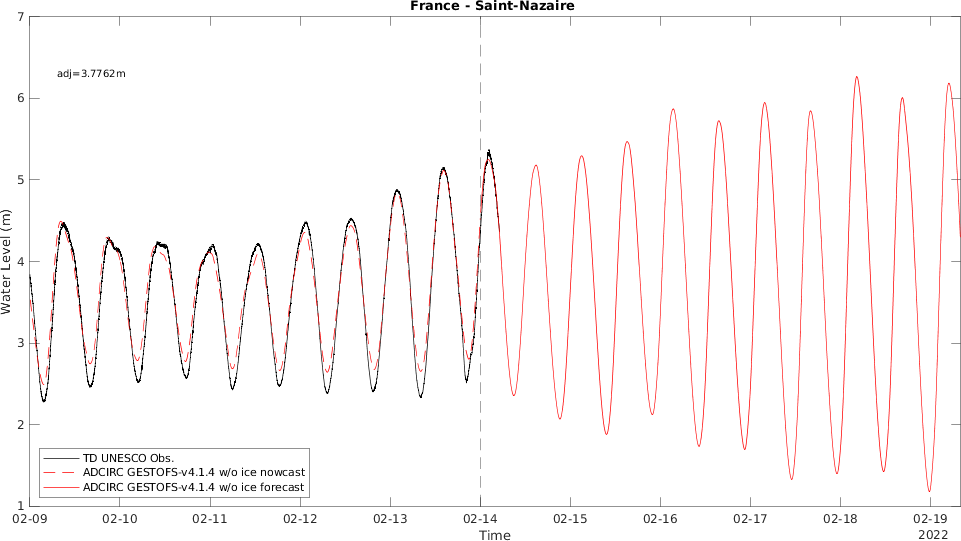 France - Saint-Nazaire
7
adj=3.7762m
6
5
4
3
2
1
Water Level (m)
TD UNESCO Obs.
ADCIRC GESTOFS-v4.1.4 w/o ice nowcast
ADCIRC GESTOFS-v4.1.4 w/o ice forecast
02-09 02-10 02-11 02-12 02-13 02-14 02-15 02-16 02-17 02-18 02-19
Time
2022